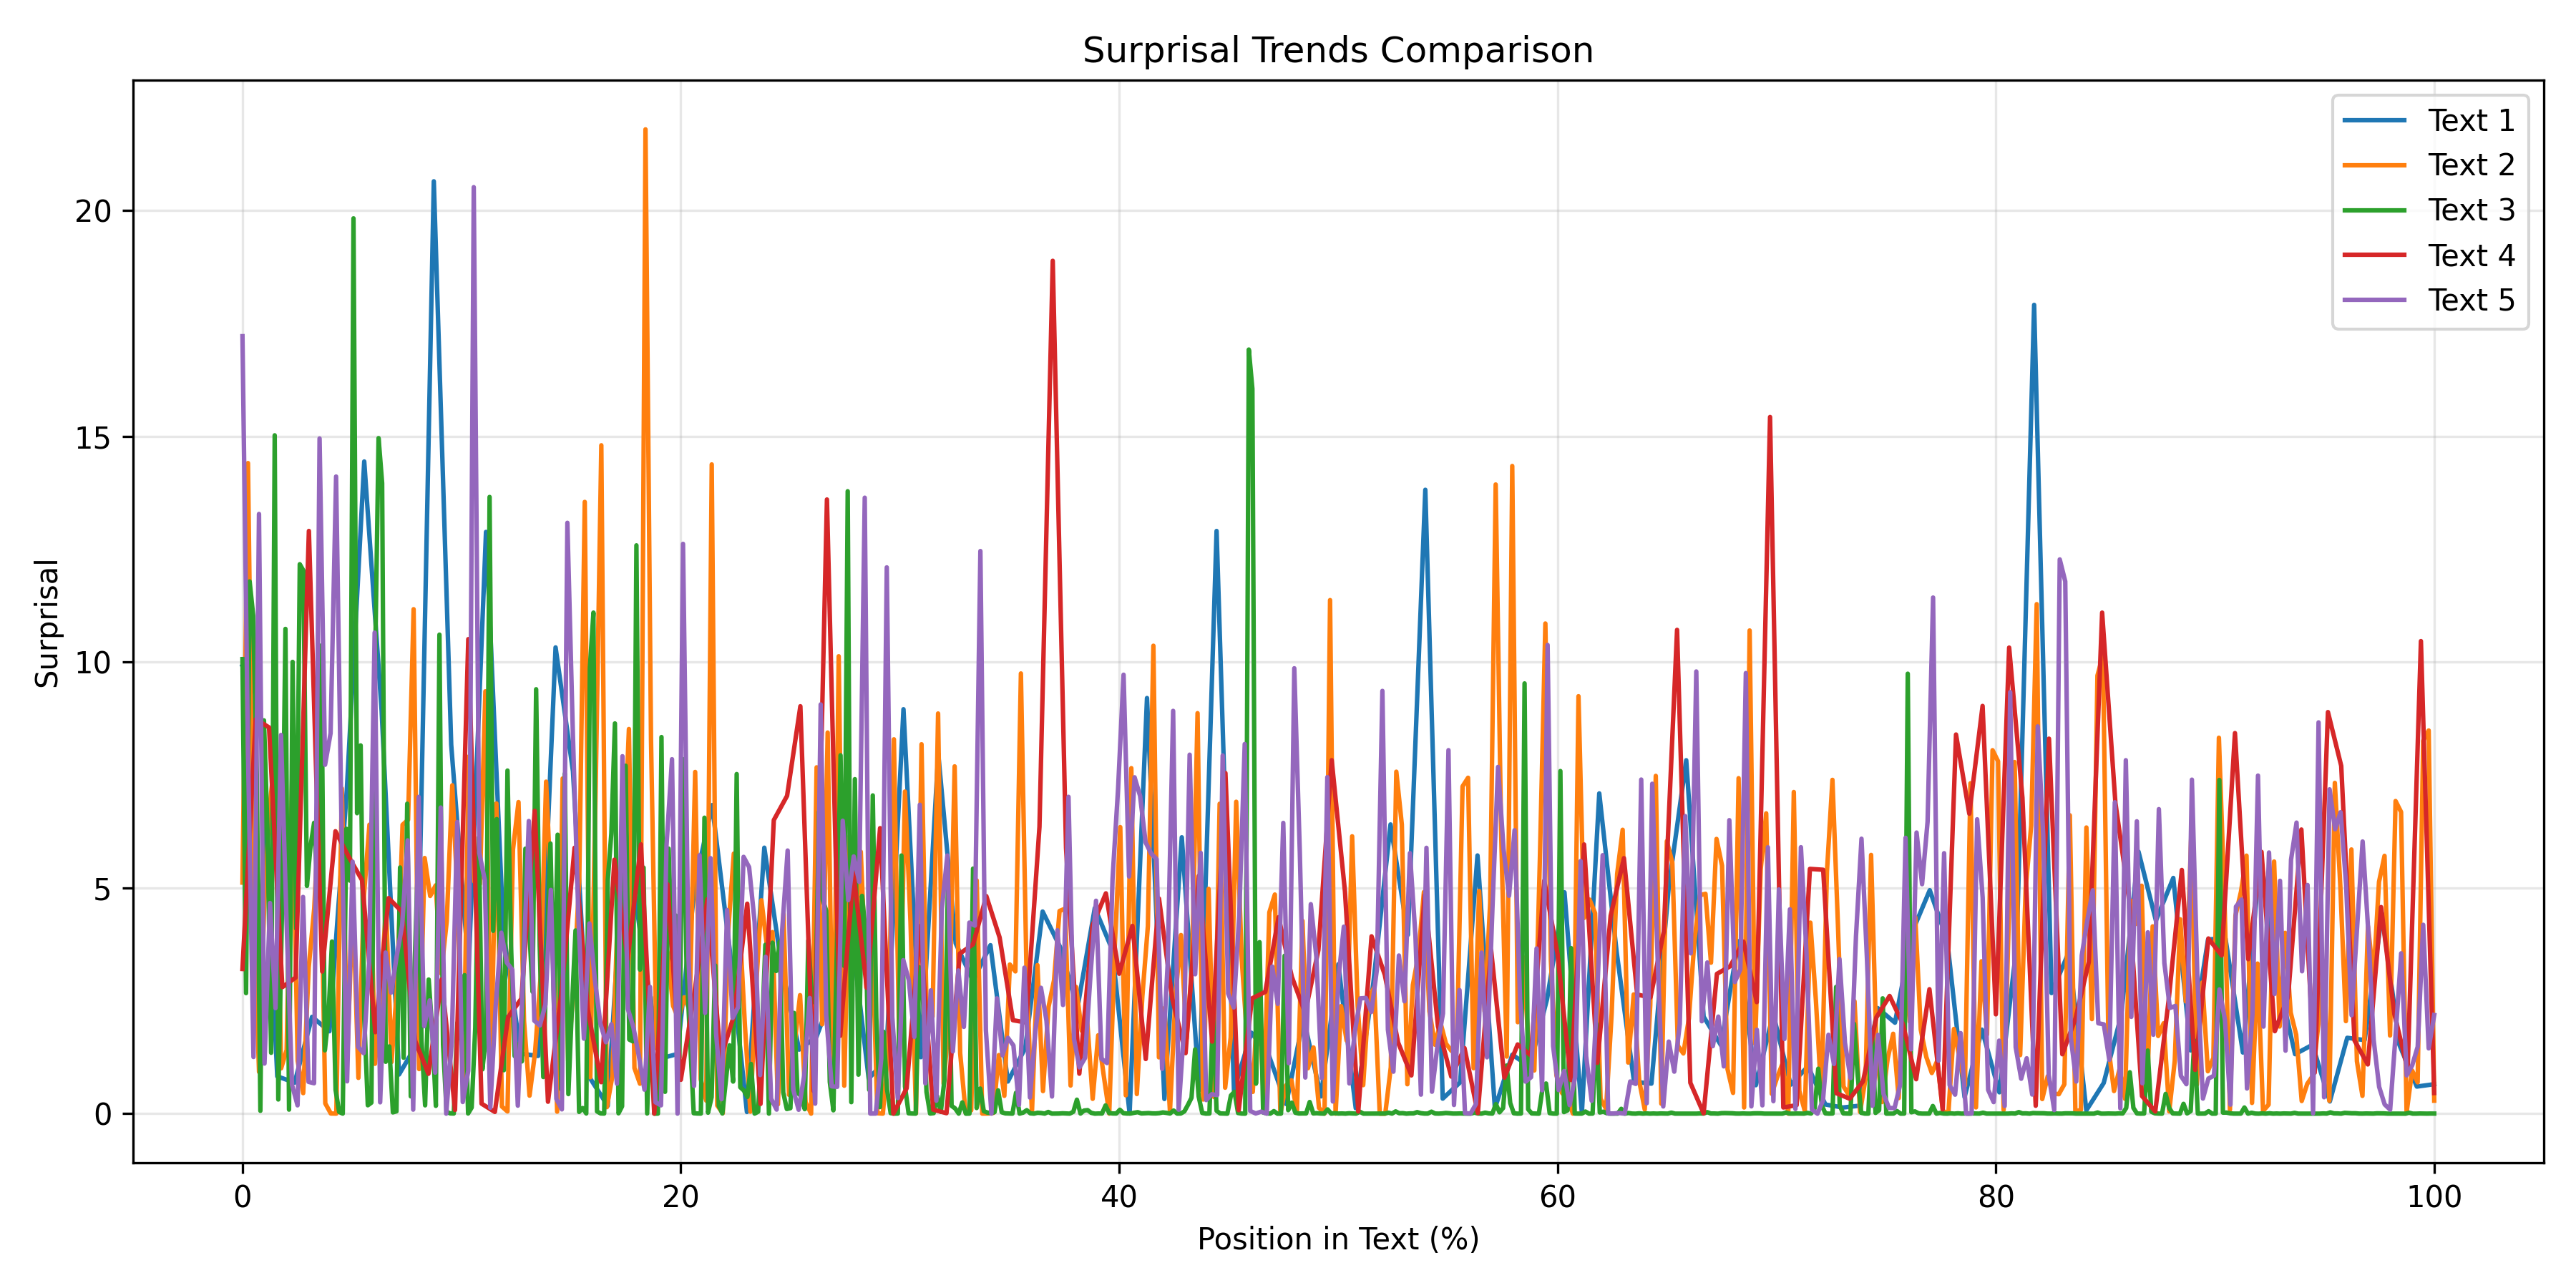 Surprisal Trends Comparison
Text 1
Text 2
Text 3
Text 4
Text 5
Surprisal
20
15
10
5
0
0 20 40 60 80 100
Position in Text (%)